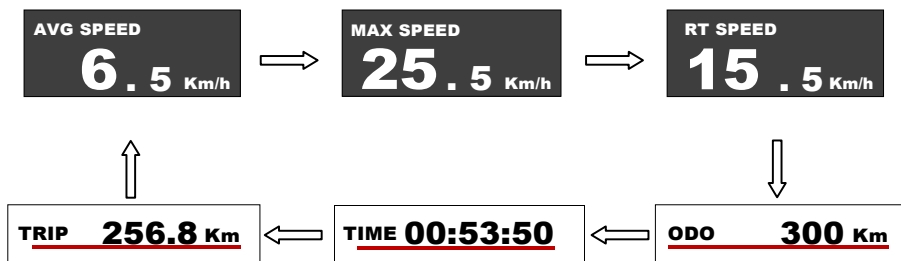 AVG SPEED
6.5 Km/h
MAX SPEED
25.5 Km/h
RT SPEED
15.5 Km/h
TRIP 256.8 Km
TIME 00:53:50
ODO 300 Km